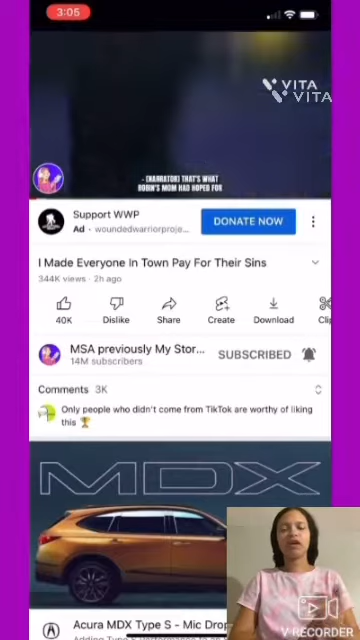 3:05
VITA
VITA
- [NARRATOR] THAT'S WHAT
ROBIN'S MOM HAD HOPED FOR
Support WWP
Ad • woundedwarriorproje...
DONATE NOW
I Made Everyone In Town Pay For Their Sins
344K views • 2h ago
40K
Dislike
Share
Create
Download
Clip
MSA previously My Stor...
14M subscribers
SUBSCRIBED
Comments 3K
Only people who didn't come from TikTok are worthy of liking
this 🏆
MDX
Acura MDX Type S - Mic Drop
V RECORDER